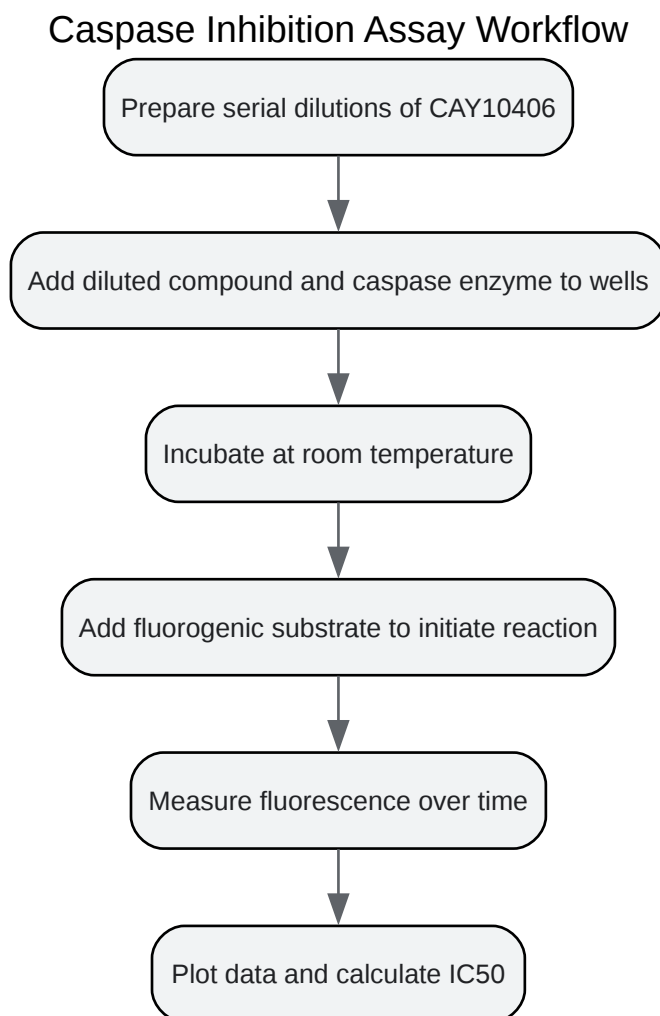 Caspase Inhibition Assay Workflow
Prepare serial dilutions of CAY10406
Add diluted compound and caspase enzyme to wells
Incubate at room temperature
Add fluorogenic substrate to initiate reaction
Measure fluorescence over time
Plot data and calculate IC50